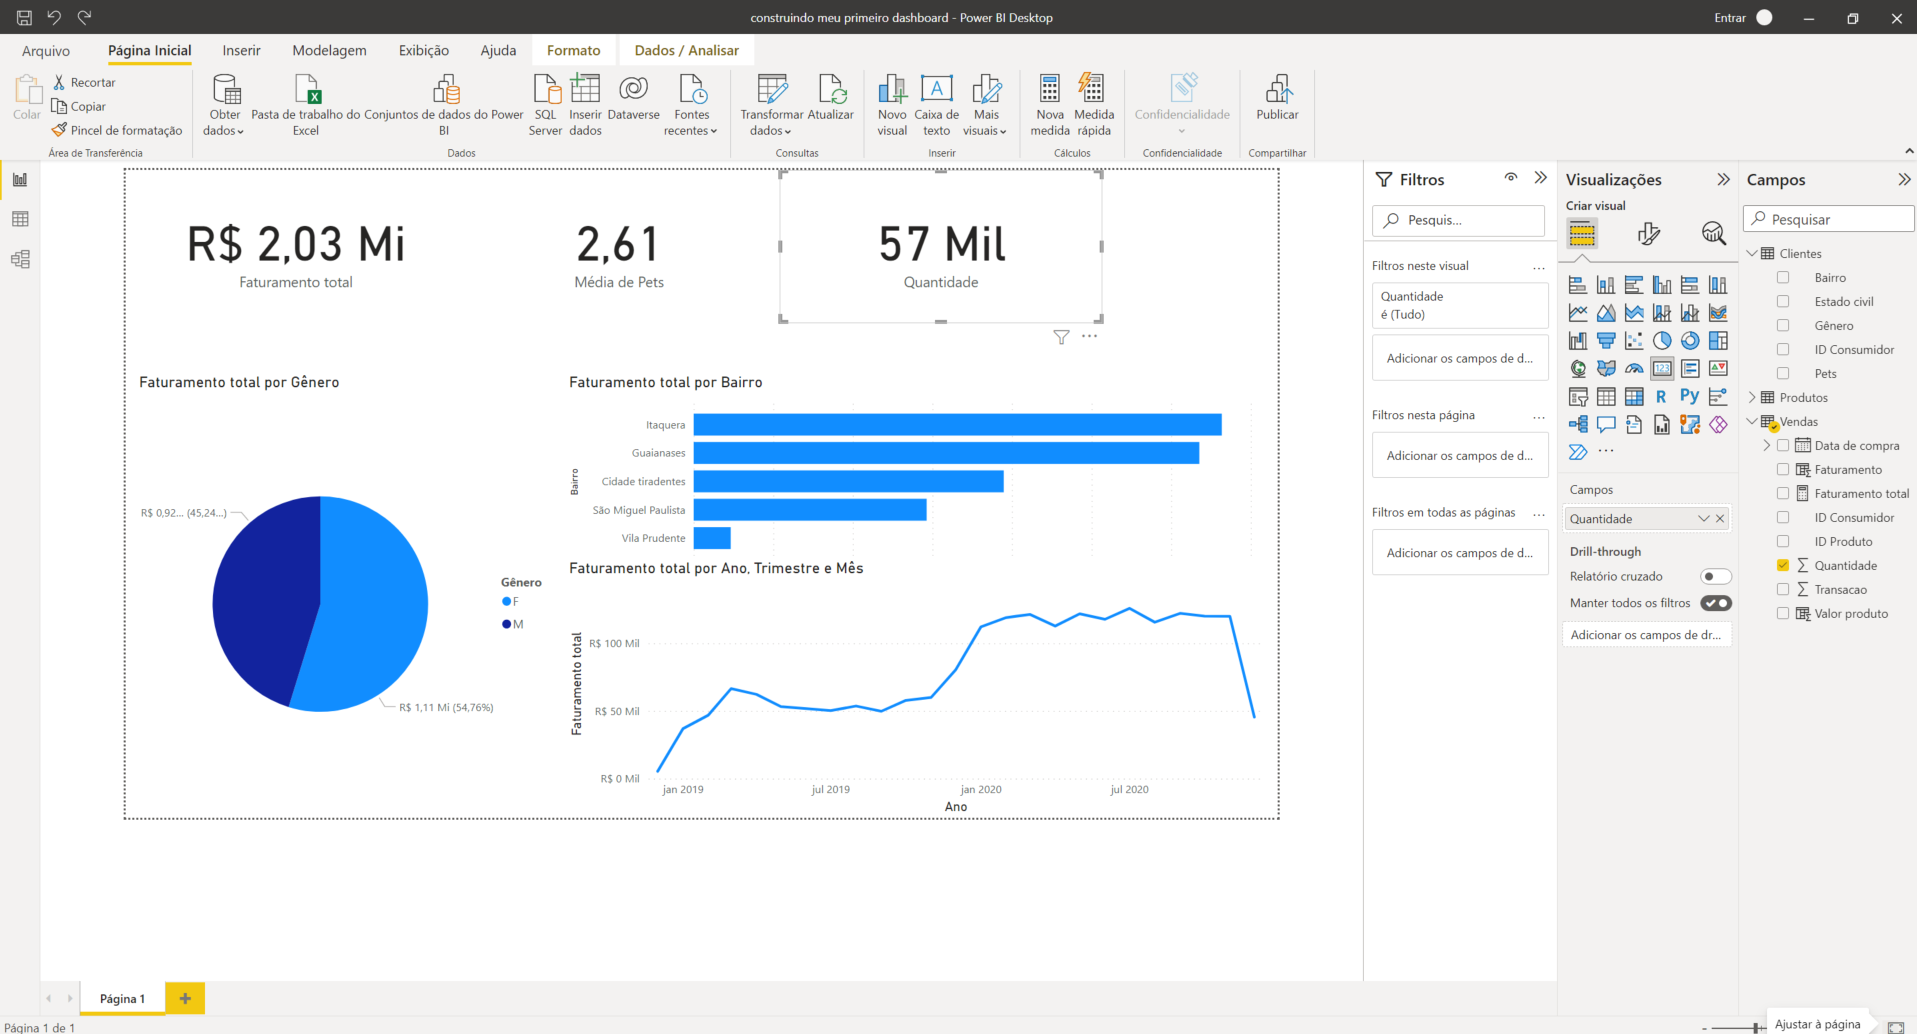 construindo meu primeiro dashboard - Power BI Desktop
Entrar
Arquivo
Página Inicial
Inserir
Modelagem
Exibição
Ajuda
Formato
Dados / Analisar
Colar
Recortar
Copiar
Pincel de formatação
Área de Transferência
Obter
dados
Pasta de trabalho do
Excel
Conjuntos de dados do Power
BI
SQL
Server
Inserir
dados
Dataverse
Fontes
recentes
Dados
Transformar
dados
Atualizar
Consultas
Novo
visual
Caixa de
texto
Mais
visuais
Inserir
Nova
medida
Medida
rápida
Cálculos
Confidencialidade
Confidencialidade
Publicar
Compartilhar
R$ 2,03 Mi
Faturamento total
2,61
Média de Pets
57 Mil
Quantidade
Faturamento total por Gênero
R$ 0,92... (45,24...)
R$ 1,11 Mi (54,76%)
Gênero
F
M
Faturamento total por Bairro
Bairro
Itaquera
Guaianases
Cidade tiradentes
São Miguel Paulista
Vila Prudente
Faturamento total por Ano, Trimestre e Mês
Faturamento total
R$ 100 Mil
R$ 50 Mil
R$ 0 Mil
jan 2019
jul 2019
jan 2020
jul 2020
Ano
Filtros
Pesquis...
Filtros neste visual
...
Quantidade
é (Tudo)
Adicionar os campos de d...
Filtros nesta página
...
Adicionar os campos de d...
Filtros em todas as páginas
...
Adicionar os campos de d...
Visualizações
Criar visual
123
R
Py
...
Campos
Quantidade
Drill-through
Relatório cruzado
Manter todos os filtros
Adicionar os campos de dr...
Campos
Pesquisar
Clientes
Bairro
Estado civil
Gênero
ID Consumidor
Pets
Produtos
Vendas
Data de compra
Faturamento
Faturamento total
ID Consumidor
ID Produto
Quantidade
Transacao
Valor produto
Página 1
Página 1 de 1
Ajustar à página